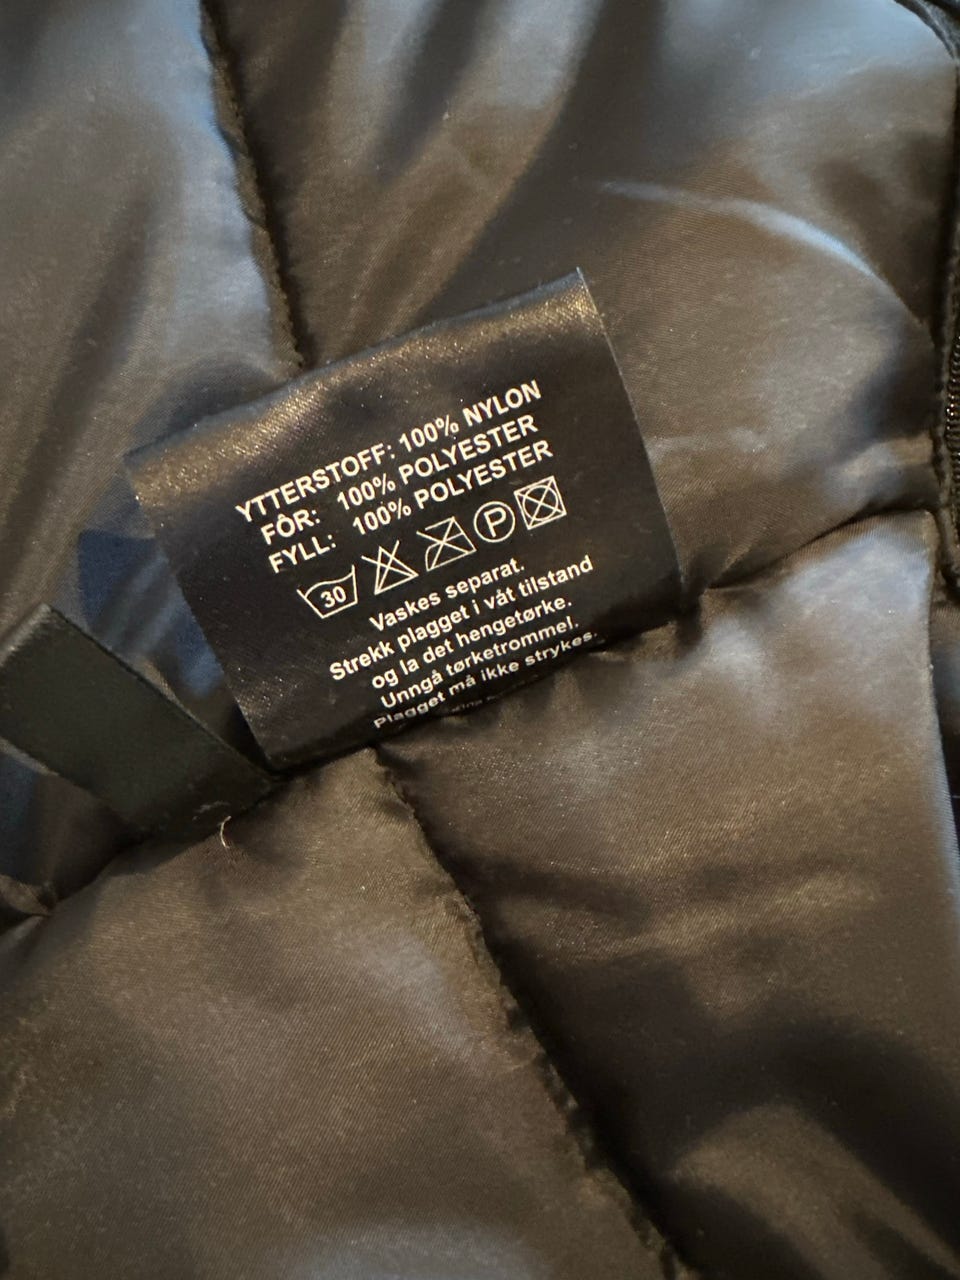 YTTERSTOFF: 100% NYLON
FÔR: 100% POLYESTER
FYLL: 100% POLYESTER
30 P
Vaskes separat.
Strekk plagget i våt tilstand
og la det hengetørke.
Unngå tørketrommel.
Plagget må ikke strykes.